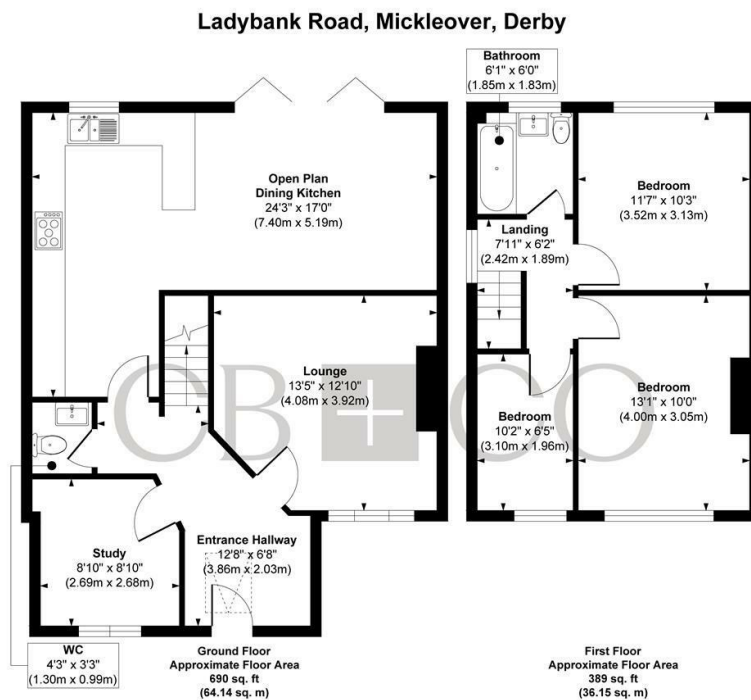 Ladybank Road, Mickleover, Derby
Bathroom
6'1" x 6'0"
(1.85m x 1.83m)
Open Plan
Dining Kitchen
24'3" x 17'0"
(7.40m x 5.19m)
Bedroom
11'7" x 10'3"
(3.52m x 3.13m)
Landing
7'11" x 6'2"
(2.42m x 1.89m)
Lounge
13'5" x 12'10"
(4.08m x 3.92m)
Bedroom
13'1" x 10'0"
(4.00m x 3.05m)
Bedroom
10'2" x 6'5"
(3.10m x 1.96m)
CB+CO
Study
8'10" x 8'10"
(2.69m x 2.68m)
Entrance Hallway
12'8" x 6'8"
(3.86m x 2.03m)
WC
4'3" x 3'3"
(1.30m x 0.99m)
Ground Floor
Approximate Floor Area
690 sq. ft
(64.14 sq. m)
First Floor
Approximate Floor Area
389 sq. ft
(36.15 sq. m)